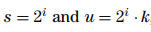 s = 2^i and u = 2^i · k